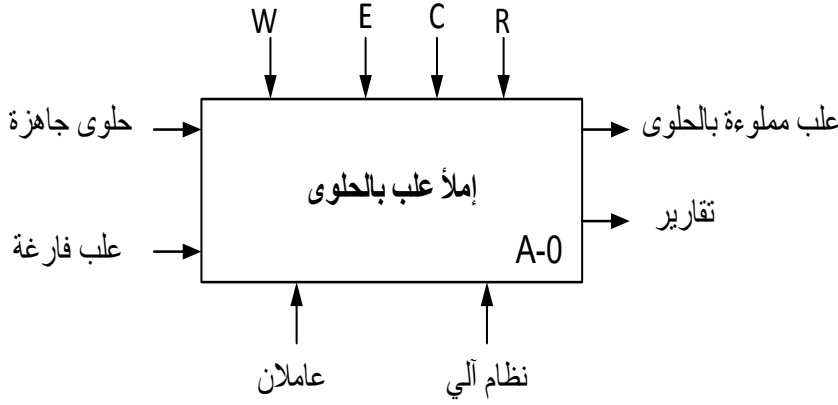 W E C R
حلوى جاهزة
علب مملوءة بالحلوى
إملأ علب بالحلوى
تقارير
علب فارغة
A-0
عاملان
نظام آلي